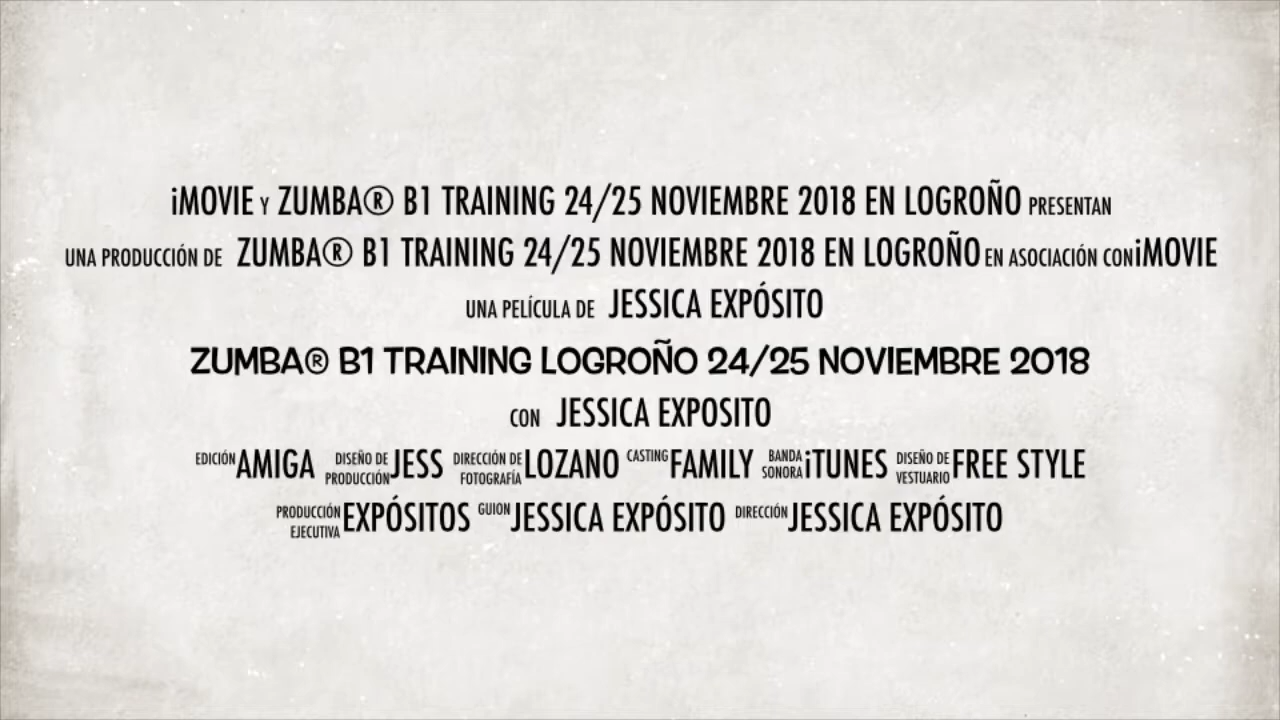 iMOVIE Y ZUMBA® B1 TRAINING 24/25 NOVIEMBRE 2018 EN LOGROÑO PRESENTAN
UNA PRODUCCIÓN DE ZUMBA® B1 TRAINING 24/25 NOVIEMBRE 2018 EN LOGROÑO EN ASOCIACIÓN CON iMOVIE
UNA PELÍCULA DE JESSICA EXPÓSITO
ZUMBA® B1 TRAINING LOGROÑO 24/25 NOVIEMBRE 2018
CON JESSICA EXPOSITO
EDICIÓN AMIGA DISEÑO DE PRODUCCIÓN JESS DIRECCIÓN DE FOTOGRAFÍA LOZANO CASTING FAMILY BANDA SONORA iTUNES DISEÑO DE VESTUARIO FREE STYLE
PRODUCCIÓN EJECUTIVA EXPÓSITOS GUION JESSICA EXPÓSITO DIRECCIÓN JESSICA EXPÓSITO